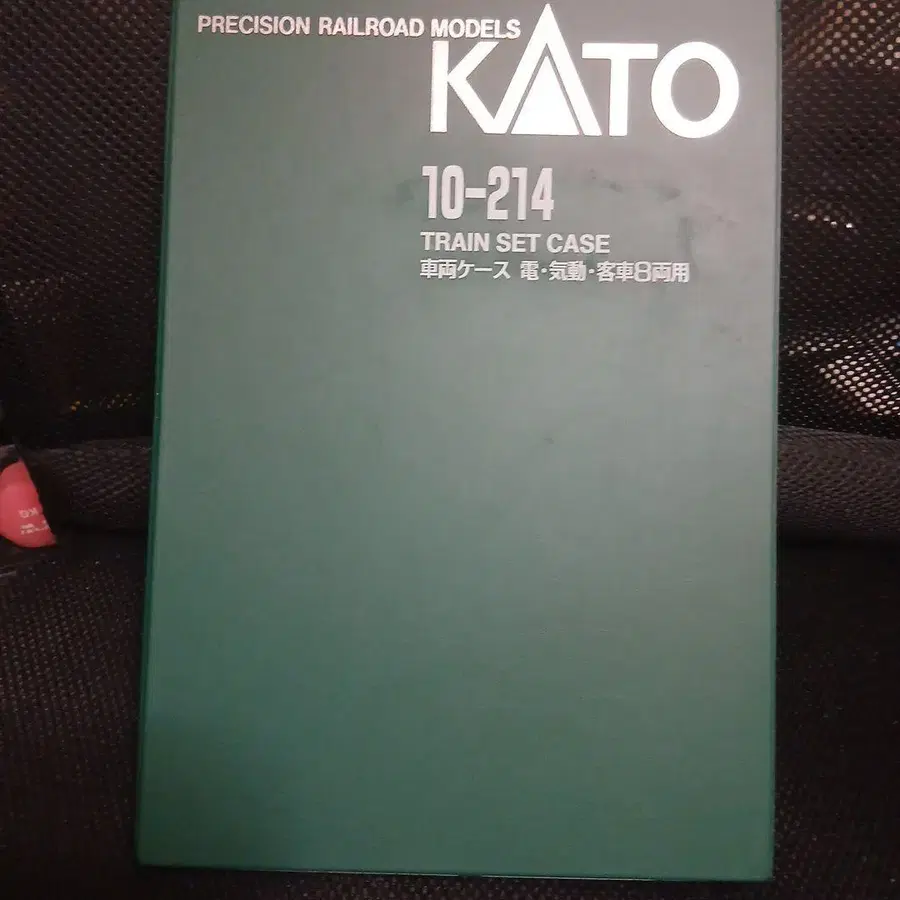 PRECISION RAILROAD MODELS
KATO
10-214
TRAIN SET CASE
車両ケース 電・気動・客車8両用